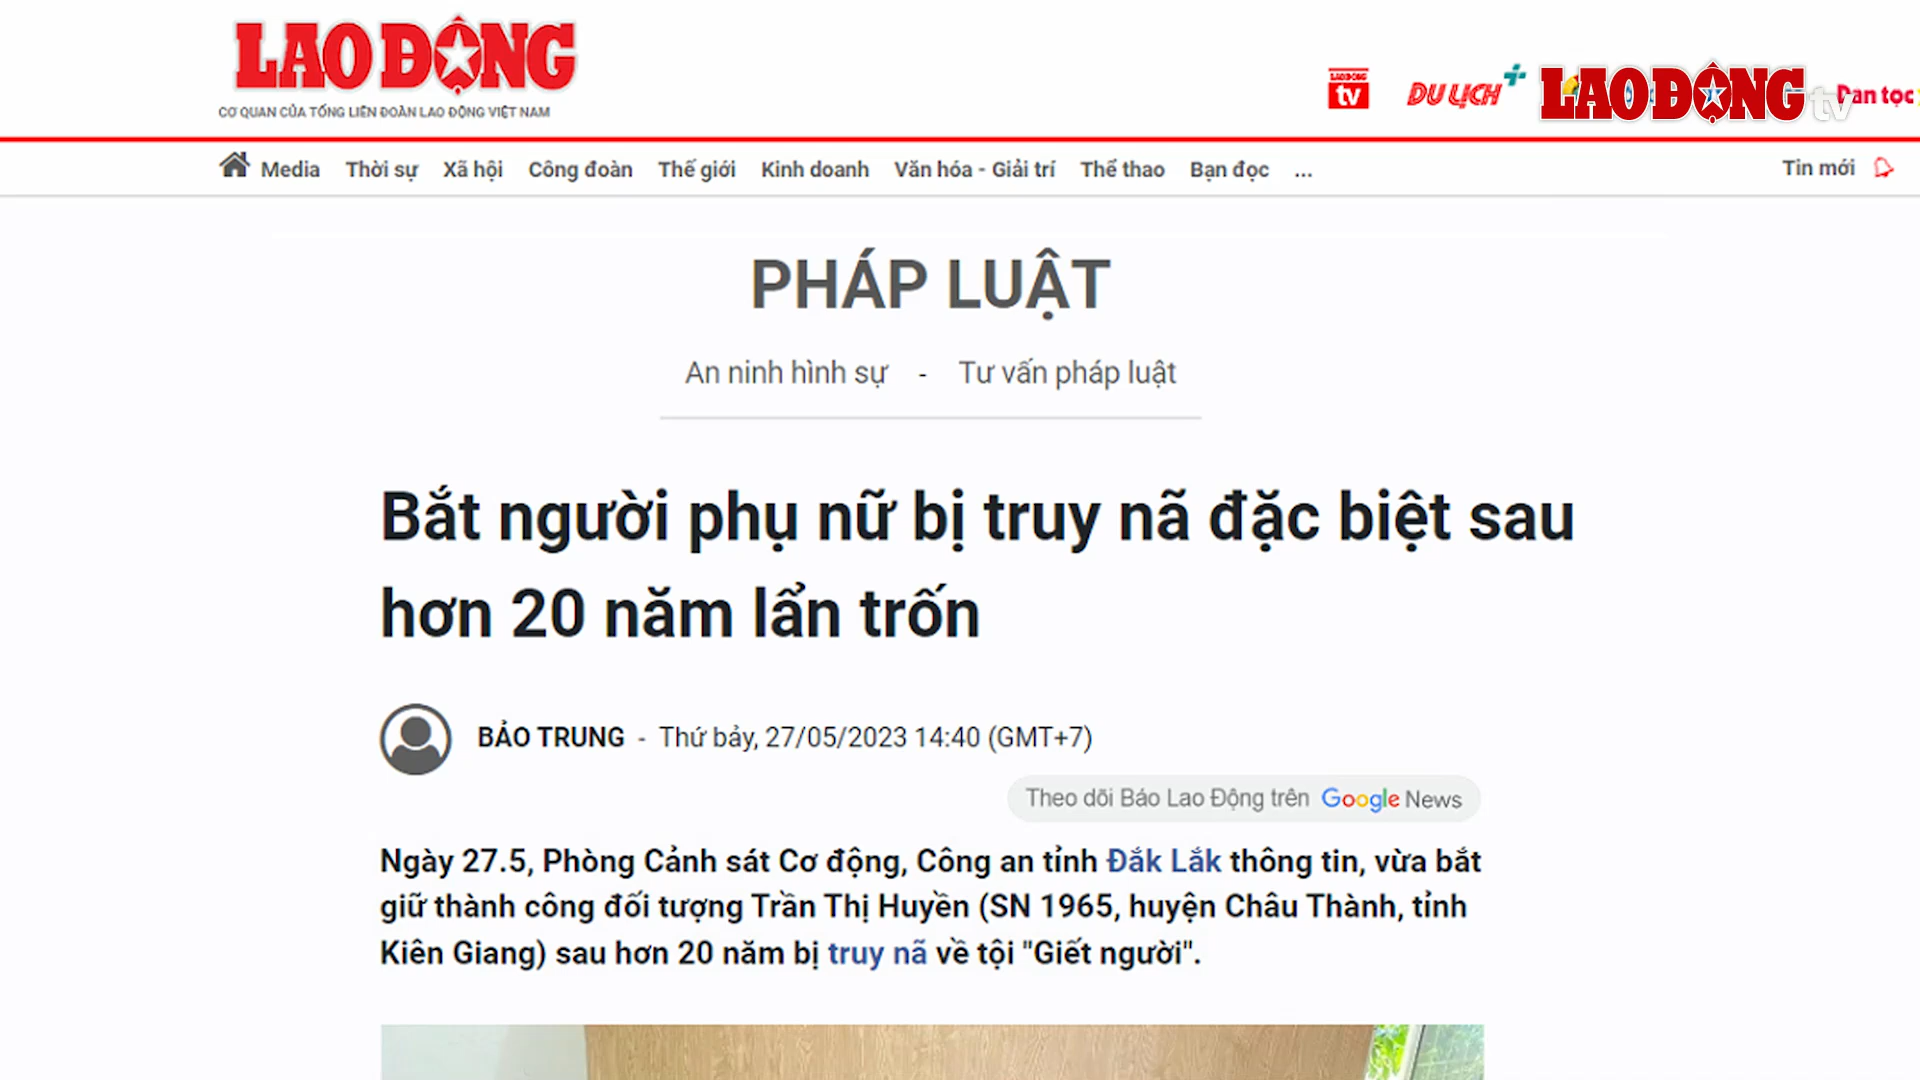 LAO ĐỘNG
CƠ QUAN CỦA TỔNG LIÊN ĐOÀN LAO ĐỘNG VIỆT NAM
LAO ĐỘNG tv
DU LỊCH+
LAO ĐỘNG tv
Dan tọc
Media Thời sự Xã hội Công đoàn Thế giới Kinh doanh Văn hóa - Giải trí Thể thao Bạn đọc ...
Tin mới
PHÁP LUẬT
An ninh hình sự - Tư vấn pháp luật
Bắt người phụ nữ bị truy nã đặc biệt sau
hơn 20 năm lẩn trốn
BẢO TRUNG - Thứ bảy, 27/05/2023 14:40 (GMT+7)
Theo dõi Báo Lao Động trên Google News
Ngày 27.5, Phòng Cảnh sát Cơ động, Công an tỉnh Đắk Lắk thông tin, vừa bắt
giữ thành công đối tượng Trần Thị Huyền (SN 1965, huyện Châu Thành, tỉnh
Kiên Giang) sau hơn 20 năm bị truy nã về tội "Giết người".